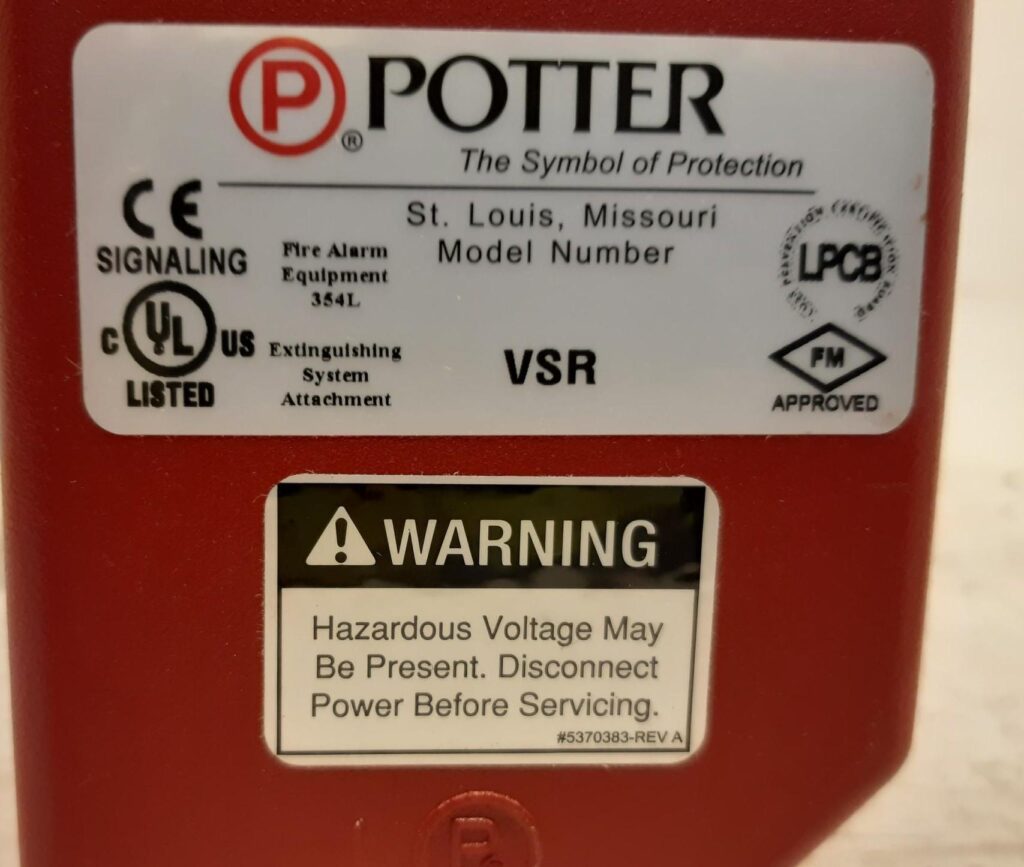 P® POTTER
The Symbol of Protection
CE
SIGNALING
C UL US
LISTED
Fire Alarm
Equipment
354L
Extinguishing
System
Attachment
St. Louis, Missouri
Model Number
VSR
LPCB
FM
APPROVED
WARNING
Hazardous Voltage May
Be Present. Disconnect
Power Before Servicing.
#5370383-REV A
P